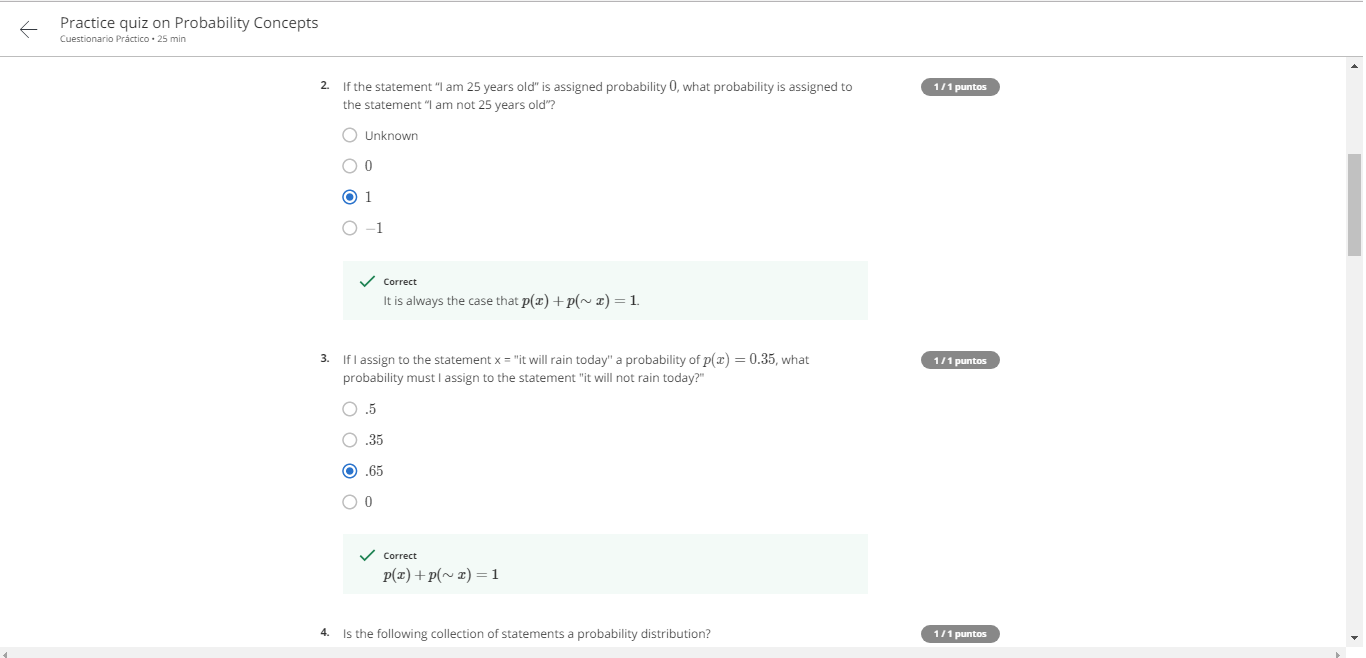 Practice quiz on Probability Concepts
Cuestionario Práctico • 25 min
2. If the statement “I am 25 years old” is assigned probability 0, what probability is assigned to
the statement “I am not 25 years old”?
1 / 1 puntos
Unknown
0
1
−1
Correct
It is always the case that p(x) + p(∼ x) = 1.
3. If I assign to the statement x = "it will rain today" a probability of p(x) = 0.35, what
probability must I assign to the statement "it will not rain today?"
1 / 1 puntos
.5
.35
.65
0
Correct
p(x) + p(∼ x) = 1
4. Is the following collection of statements a probability distribution?
1 / 1 puntos